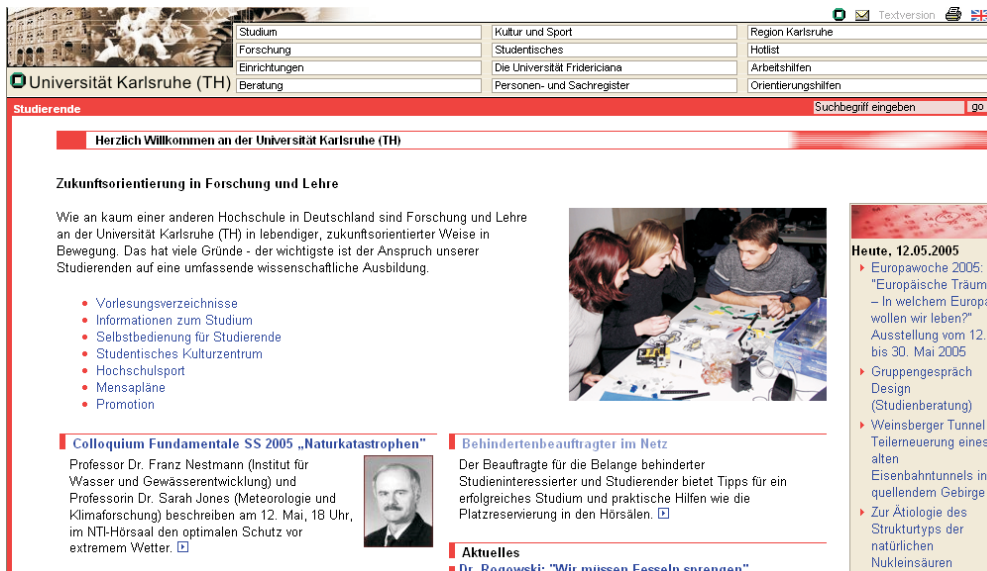 Textversion
Studium
Kultur und Sport
Region Karlsruhe
Forschung
Studentisches
Hotlist
Einrichtungen
Die Universität Fridericiana
Arbeitshilfen
Universität Karlsruhe (TH)
Beratung
Personen- und Sachregister
Orientierungshilfen
Studierende
Suchbegriff eingeben
go
Herzlich Willkommen an der Universität Karlsruhe (TH)
Zukunftsorientierung in Forschung und Lehre
Wie an kaum einer anderen Hochschule in Deutschland sind Forschung und Lehre
an der Universität Karlsruhe (TH) in lebendiger, zukunftsorientierter Weise in
Bewegung. Das hat viele Gründe - der wichtigste ist der Anspruch unserer
Studierenden auf eine umfassende wissenschaftliche Ausbildung.
Vorlesungsverzeichnisse
Informationen zum Studium
Selbstbedienung für Studierende
Studentisches Kulturzentrum
Hochschulsport
Mensapläne
Promotion
Colloquium Fundamentale SS 2005 „Naturkatastrophen"
Professor Dr. Franz Nestmann (Institut für
Wasser und Gewässerentwicklung) und
Professorin Dr. Sarah Jones (Meteorologie und
Klimaforschung) beschreiben am 12. Mai, 18 Uhr,
im NTI-Hörsaal den optimalen Schutz vor
extremem Wetter.
Behindertenbeauftragter im Netz
Der Beauftragte für die Belange behinderter
Studieninteressierter und Studierender bietet Tipps für ein
erfolgreiches Studium und praktische Hilfen wie die
Platzreservierung in den Hörsälen.
Aktuelles
Dr. Rogowski: "Wir müssen Fesseln sprengen"
Heute, 12.05.2005
Europawoche 2005:
"Europäische Träum
– In welchem Europa
wollen wir leben?"
Ausstellung vom 12.
bis 30. Mai 2005
Gruppengespräch
Design
(Studienberatung)
Weinsberger Tunnel
Teilerneuerung eines
alten
Eisenbahntunnels in
quellendem Gebirge
Zur Ätiologie des
Strukturtyps der
natürlichen
Nukleinsäuren